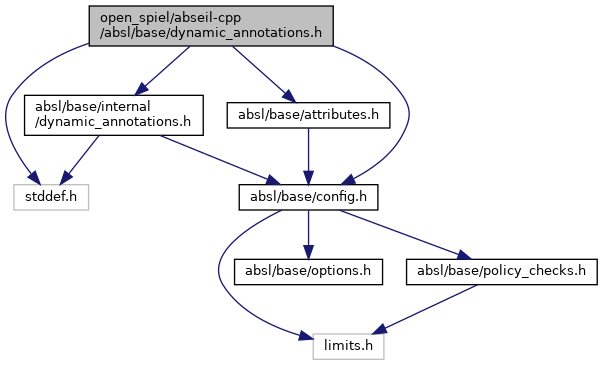 open_spiel/abseil-cpp
/absl/base/dynamic_annotations.h
absl/base/internal
/dynamic_annotations.h
absl/base/attributes.h
stddef.h
absl/base/config.h
absl/base/options.h
absl/base/policy_checks.h
limits.h